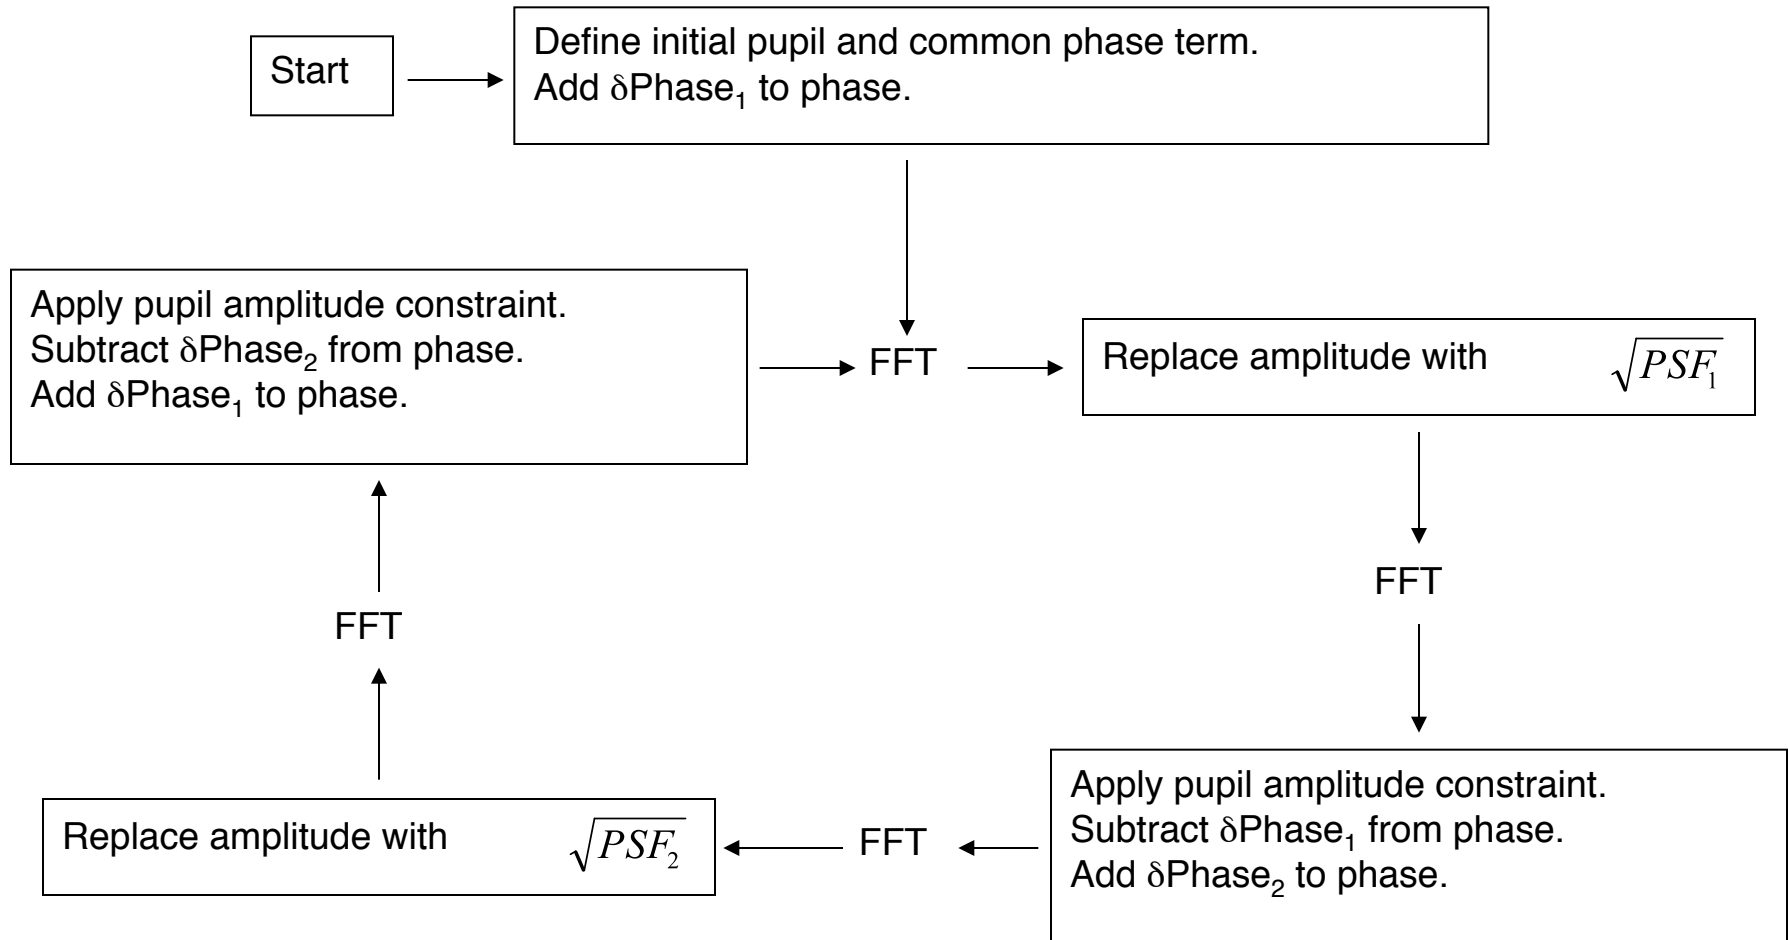 Start
Define initial pupil and common phase term.
Add δPhase₁ to phase.
Apply pupil amplitude constraint.
Subtract δPhase₂ from phase.
Add δPhase₁ to phase.
FFT
Replace amplitude with √PSF₁
FFT
FFT
Apply pupil amplitude constraint.
Subtract δPhase₁ from phase.
Add δPhase₂ to phase.
FFT
Replace amplitude with √PSF₂